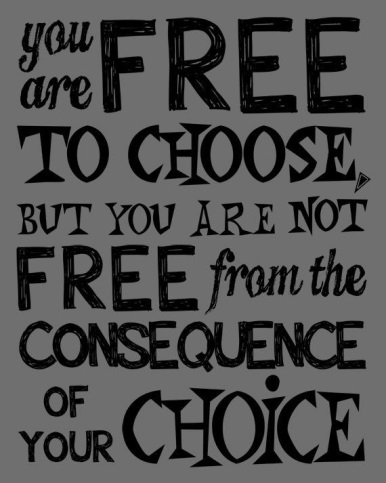 you are FREE
TO CHOOSE,
BUT YOU ARE NOT
FREE from the
CONSEQUENCE
OF YOUR CHOiCE